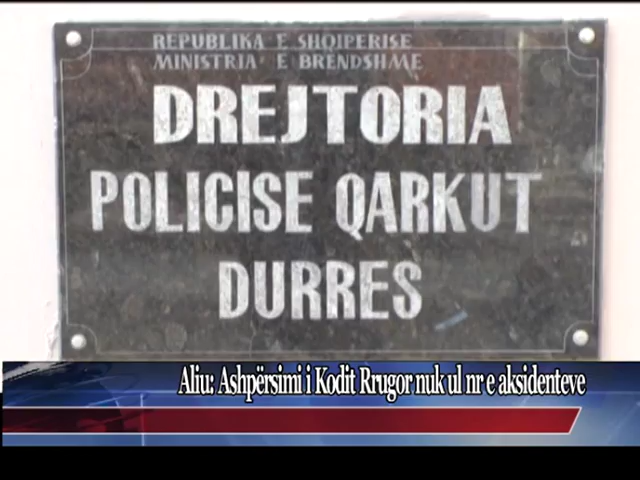 REPUBLIKA E SHQIPERISE
MINISTRIA E BRENDSHME
DREJTORIA
POLICISE QARKUT
DURRES
Aliu: Ashpërsimi i Kodit Rrugor nuk ul nr e aksidenteve